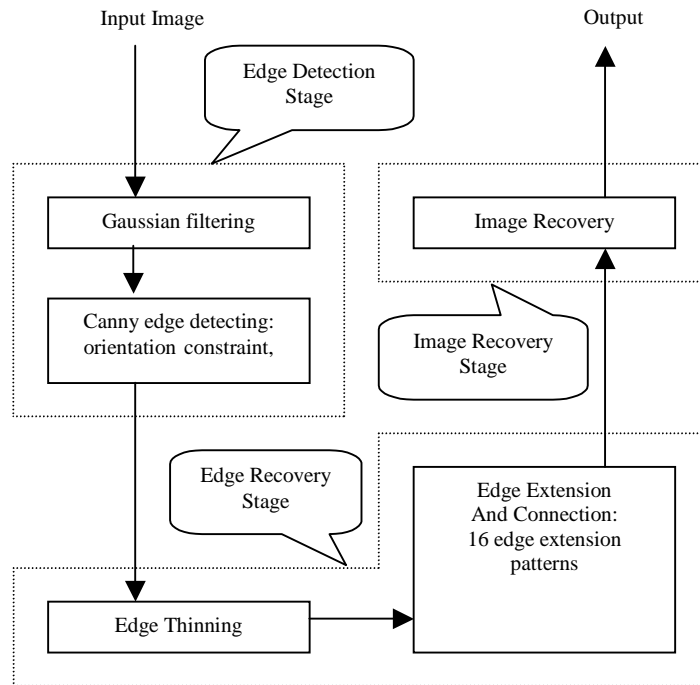 Input Image
Output
Edge Detection
Stage
Gaussian filtering
Image Recovery
Canny edge detecting:
orientation constraint,
Image Recovery
Stage
Edge Recovery
Stage
Edge Extension
And Connection:
16 edge extension
patterns
Edge Thinning